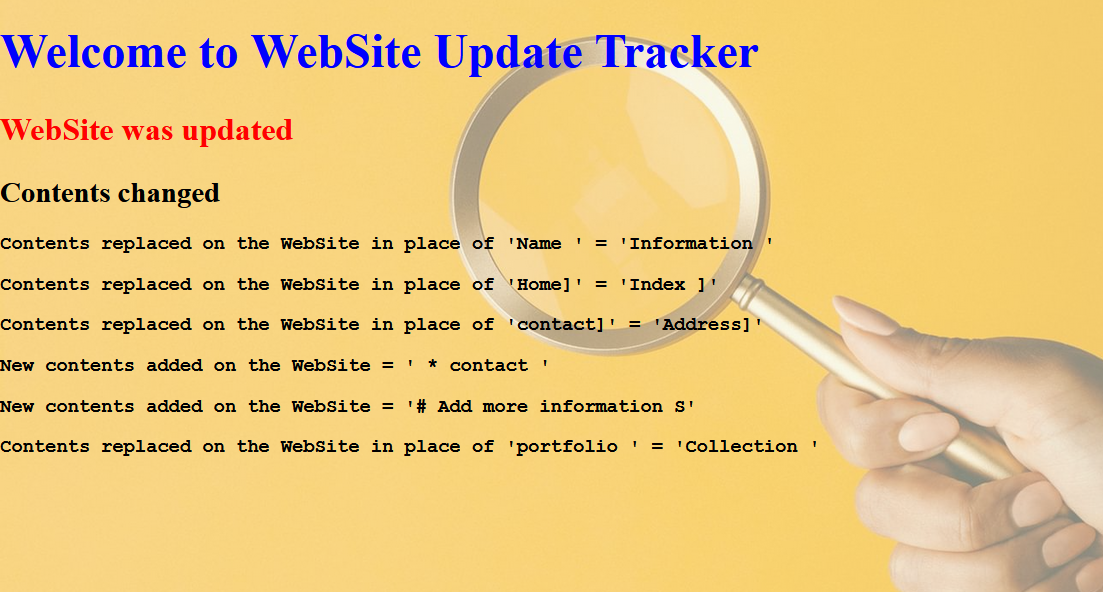 Welcome to WebSite Update Tracker
WebSite was updated
Contents changed
Contents replaced on the WebSite in place of 'Name ' = 'Information '
Contents replaced on the WebSite in place of 'Home]' = 'Index ]'
Contents replaced on the WebSite in place of 'contact]' = 'Address]'
New contents added on the WebSite = ' * contact '
New contents added on the WebSite = '# Add more information S'
Contents replaced on the WebSite in place of 'portfolio ' = 'Collection '